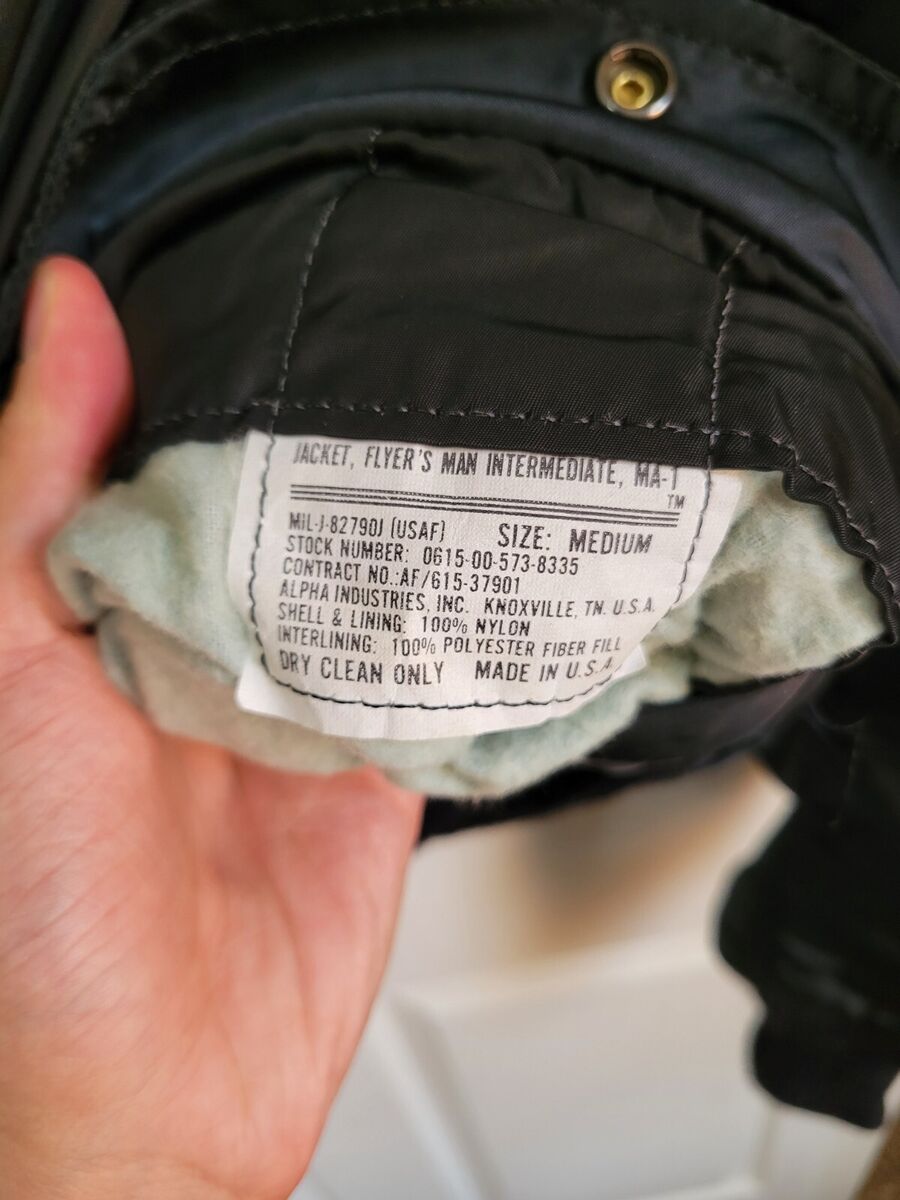 JACKET, FLYER'S MAN INTERMEDIATE, MA-1
TM
MIL-J-82790J (USAF) SIZE: MEDIUM
STOCK NUMBER: 0615-00-573-8335
CONTRACT NO.:AF/615-37901
ALPHA INDUSTRIES, INC. KNOXVILLE, TN. U.S.A.
SHELL & LINING: 100% NYLON
INTERLINING: 100% POLYESTER FIBER FILL
DRY CLEAN ONLY MADE IN U.S.A.